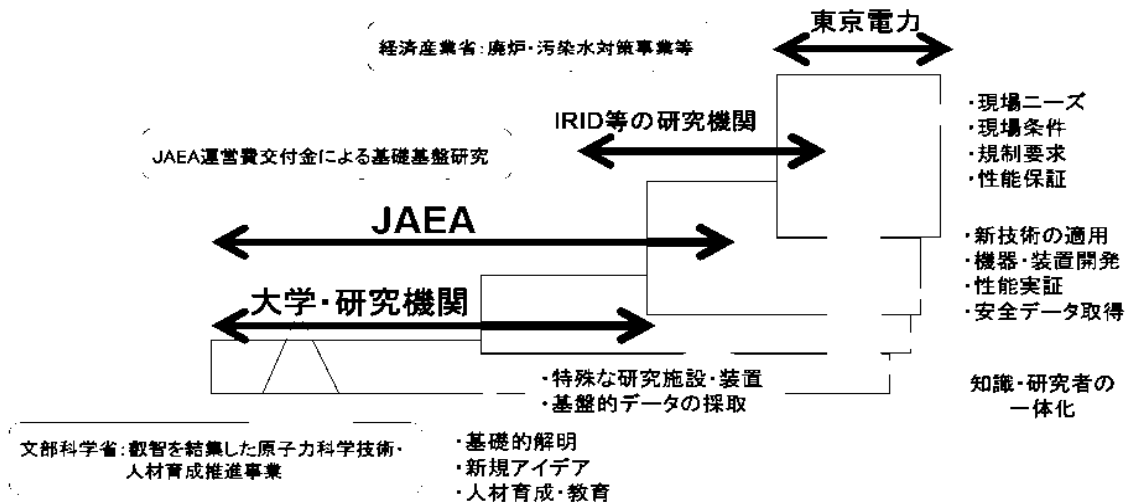 東京電力
経済産業省：廃炉・汚染水対策事業等
・現場ニーズ
・現場条件
・規制要求
・性能保証
IRID等の研究機関
JAEA運営費交付金による基礎基盤研究
JAEA
・新技術の適用
・機器・装置開発
・性能実証
・安全データ取得
大学・研究機関
・特殊な研究施設・装置
・基盤的データの採取
知識・研究者の
一体化
文部科学省：叡智を結集した原子力科学技術・
人材育成推進事業
・基礎的解明
・新規アイデア
・人材育成・教育